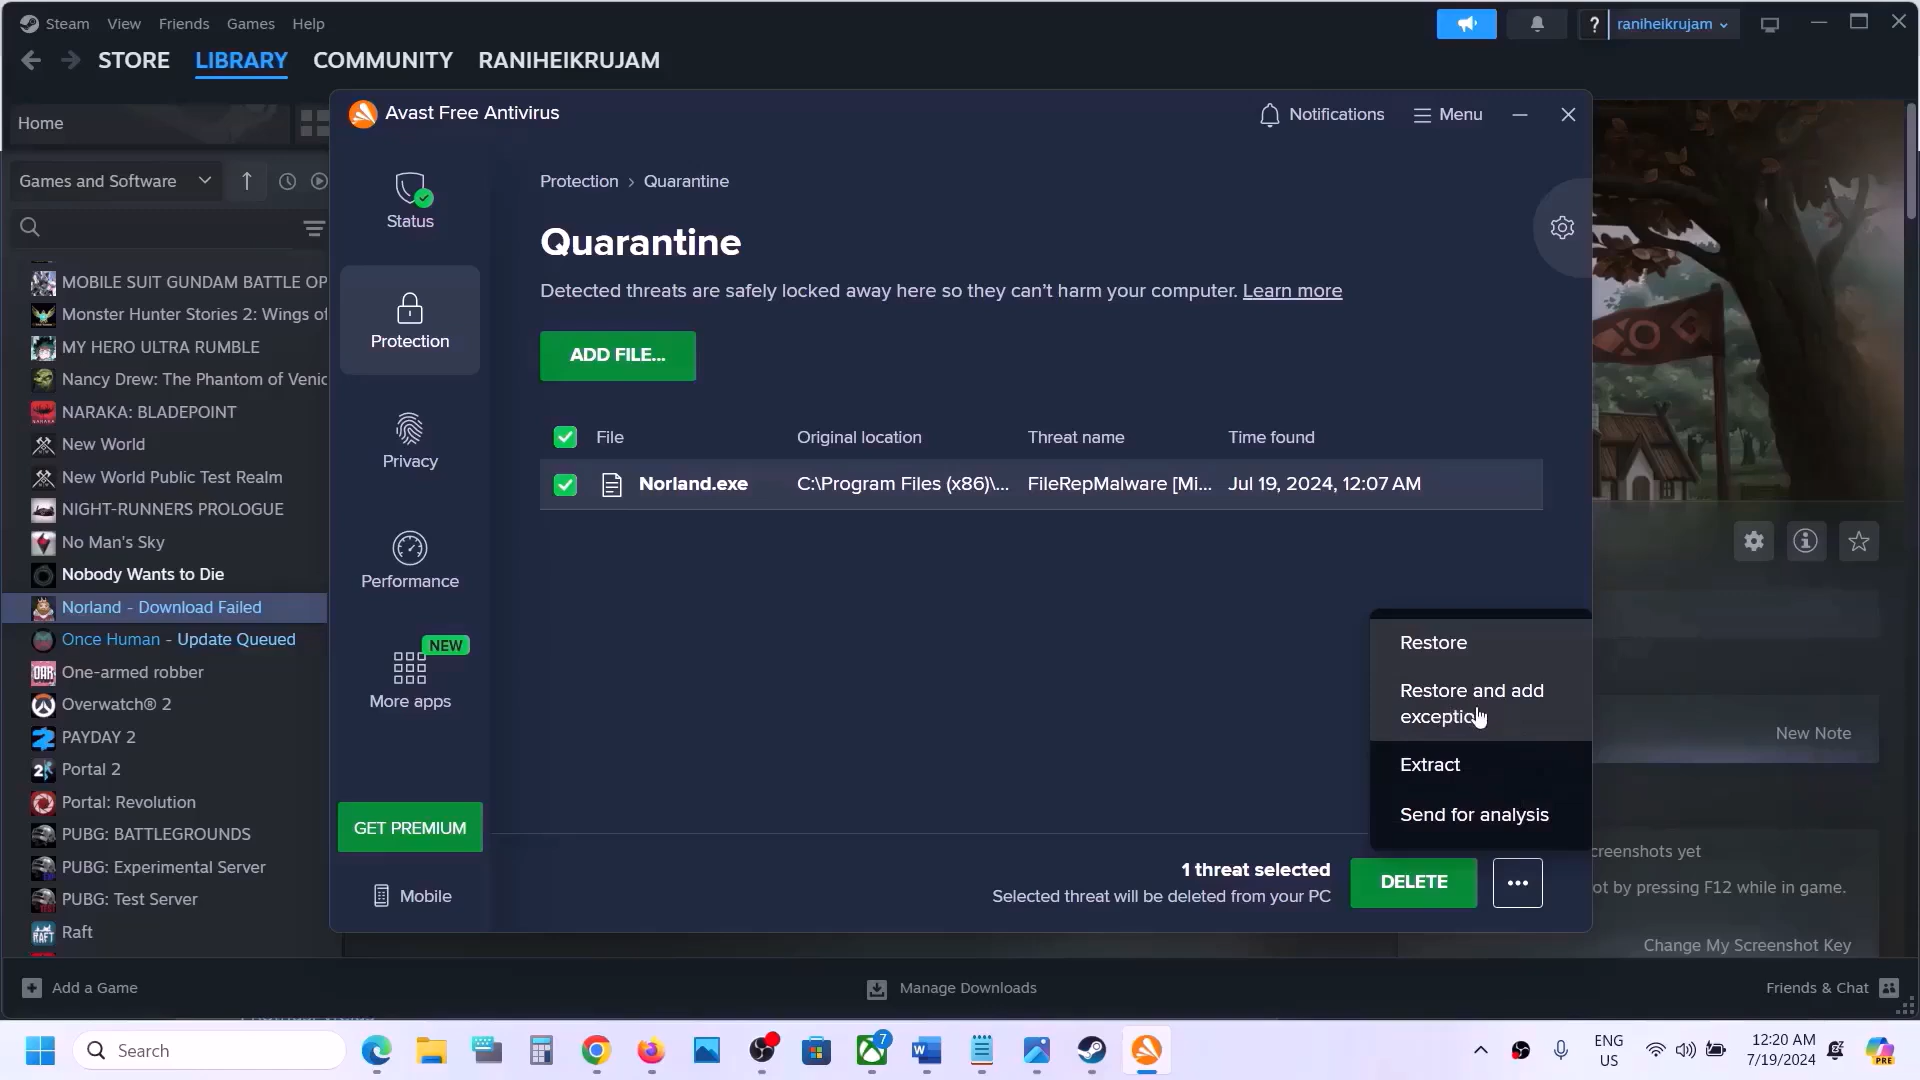 Steam View Friends Games Help
? raniheikrujam
STORE LIBRARY COMMUNITY RANIHEIKRUJAM
Home
Games and Software
MOBILE SUIT GUNDAM BATTLE OP
Monster Hunter Stories 2: Wings of
MY HERO ULTRA RUMBLE
Nancy Drew: The Phantom of Venic
NARAKA: BLADEPOINT
New World
New World Public Test Realm
NIGHT-RUNNERS PROLOGUE
No Man's Sky
Nobody Wants to Die
Norland - Download Failed
Once Human - Update Queued
One-armed robber
Overwatch® 2
PAYDAY 2
Portal 2
Portal: Revolution
PUBG: BATTLEGROUNDS
PUBG: Experimental Server
PUBG: Test Server
Raft
Avast Free Antivirus
Notifications
Menu
Status
Protection
Privacy
Performance
NEW
More apps
GET PREMIUM
Mobile
Protection › Quarantine
Quarantine
Detected threats are safely locked away here so they can't harm your computer. Learn more
ADD FILE...
File Original location Threat name Time found
Norland.exe C:\Program Files (x86)\... FileRepMalware [Mi... Jul 19, 2024, 12:07 AM
Restore
Restore and add
exception
Extract
Send for analysis
1 threat selected
Selected threat will be deleted from your PC
DELETE
...
New Note
creenshots yet
ot by pressing F12 while in game.
Change My Screenshot Key
Add a Game
Manage Downloads
Friends & Chat
Search
7
ENG
US
12:20 AM
7/19/2024
PRE